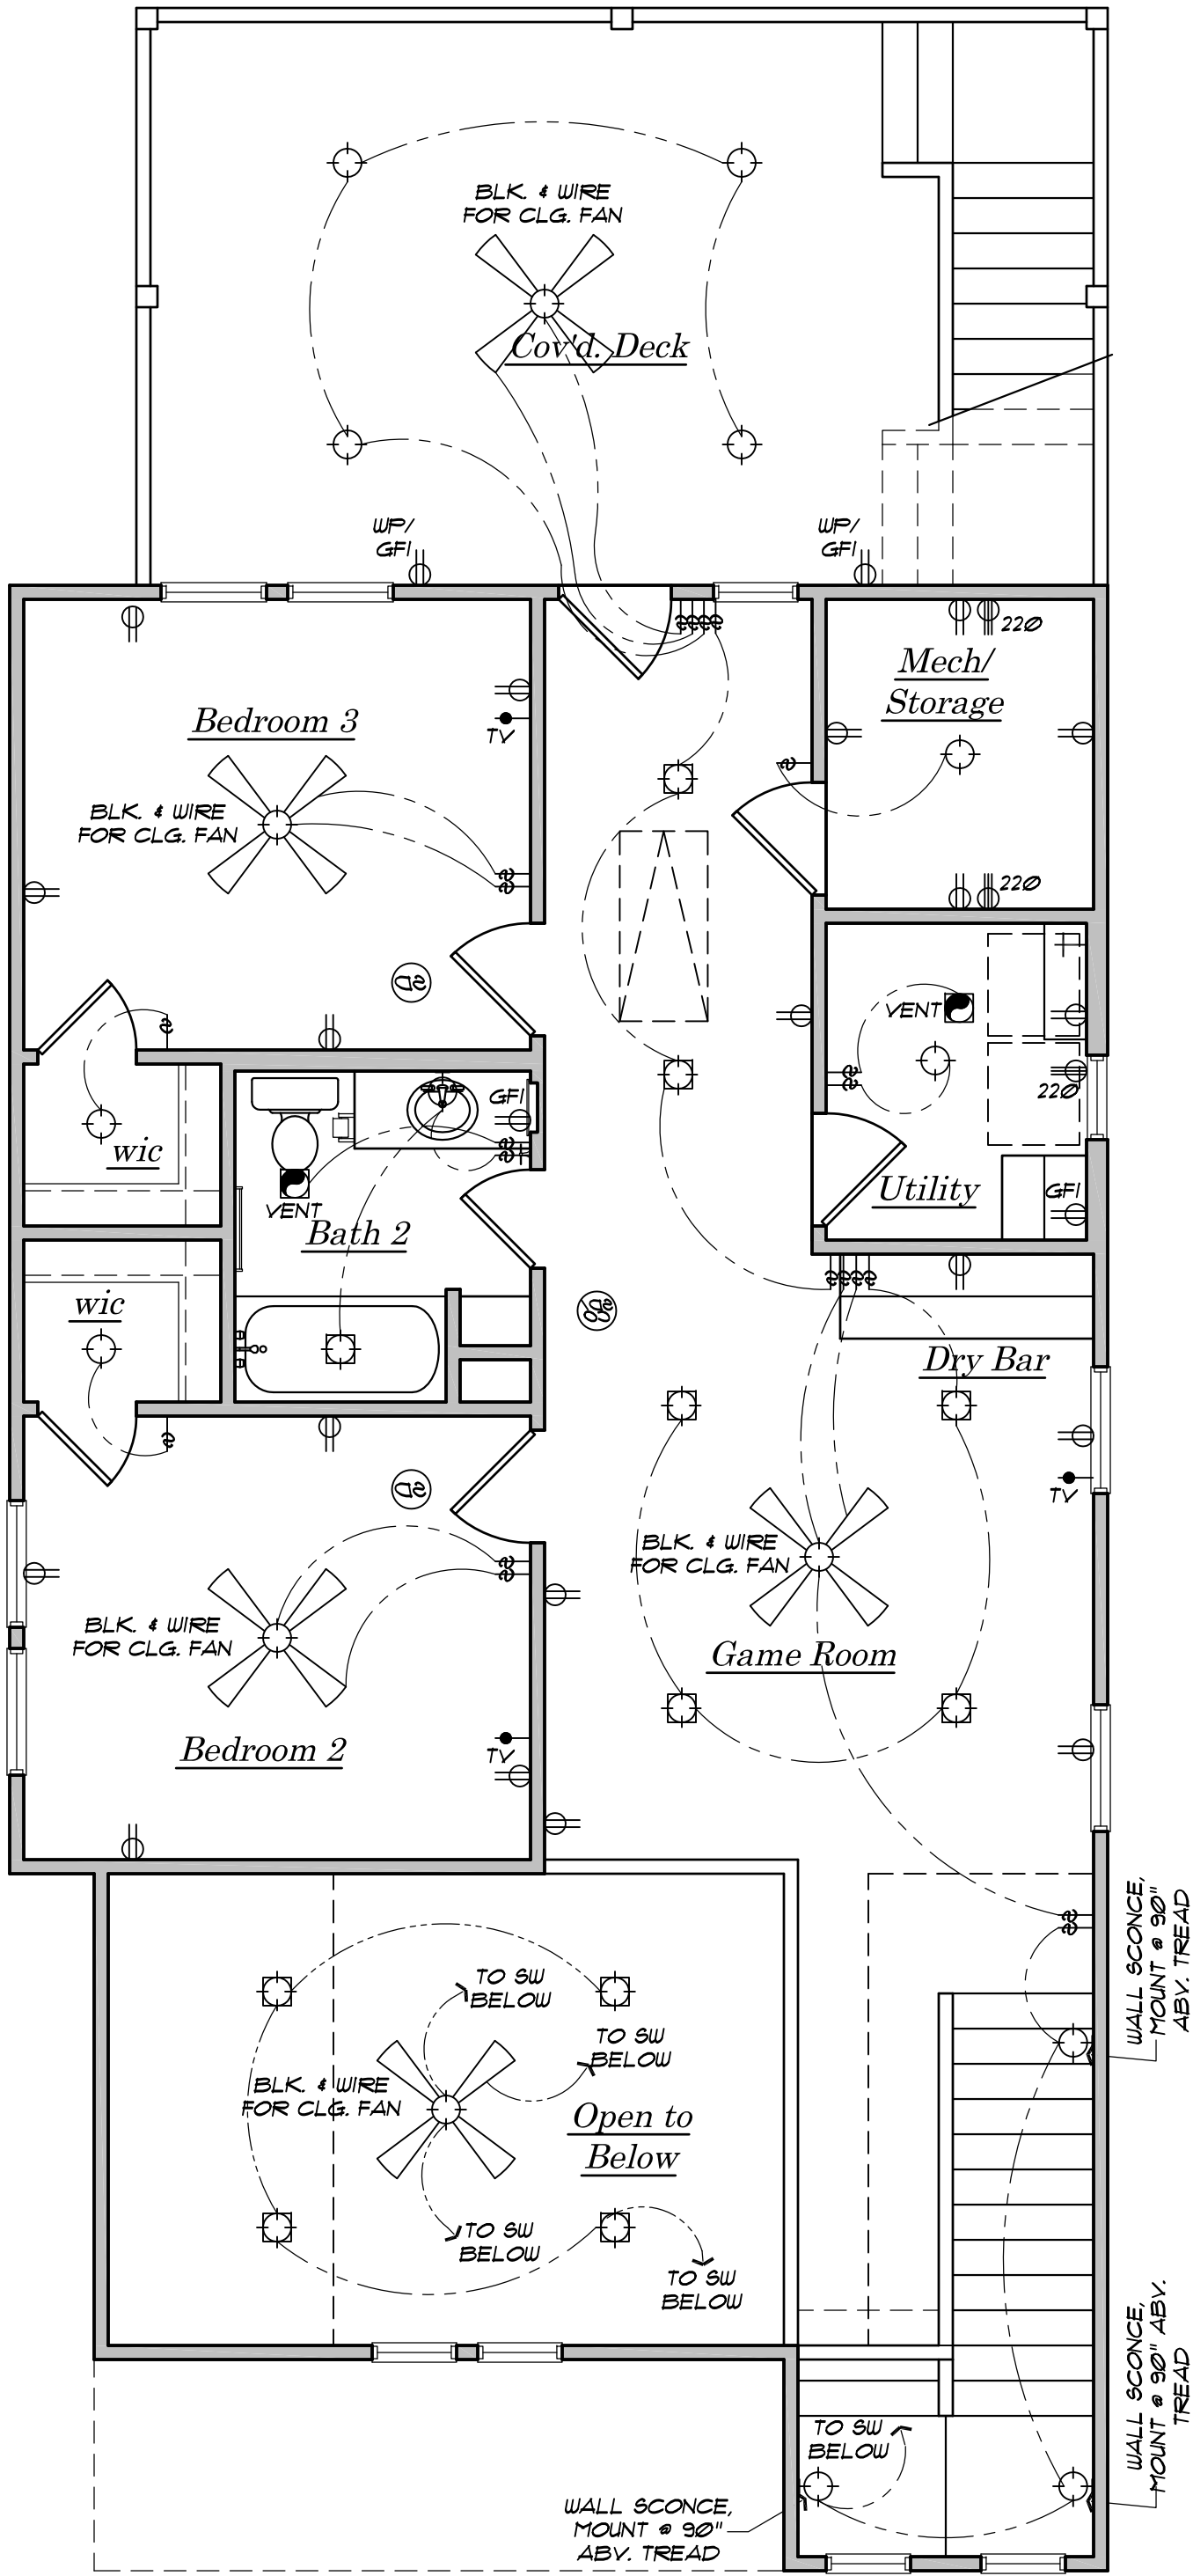 BLK. & WIRE
FOR CLG. FAN
Cov'd. Deck
WP/
GFI
WP/
GFI
220
Mech/
Storage
Bedroom 3
TV
BLK. & WIRE
FOR CLG. FAN
220
VENT
GFI
220
wic
Utility
GFI
VENT
Bath 2
wic
Dry Bar
TV
BLK. & WIRE
FOR CLG. FAN
BLK. & WIRE
FOR CLG. FAN
Game Room
Bedroom 2
TV
WALL SCONCE,
MOUNT @ 90"
ABV. TREAD
TO SW
BELOW
TO SW
BELOW
BLK. & WIRE
FOR CLG. FAN
Open to
Below
TO SW
BELOW
TO SW
BELOW
WALL SCONCE,
MOUNT @ 90" ABV.
TREAD
TO SW
BELOW
WALL SCONCE,
MOUNT @ 90"
ABV. TREAD